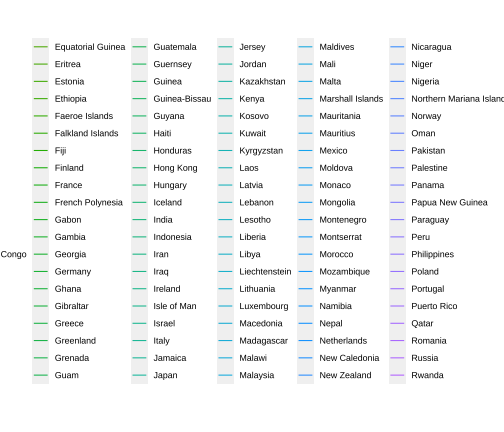 Equatorial Guinea
Eritrea
Estonia
Ethiopia
Faeroe Islands
Falkland Islands
Fiji
Finland
France
French Polynesia
Gabon
Gambia
Congo
Georgia
Germany
Ghana
Gibraltar
Greece
Greenland
Grenada
Guam
Guatemala
Guernsey
Guinea
Guinea-Bissau
Guyana
Haiti
Honduras
Hong Kong
Hungary
Iceland
India
Indonesia
Iran
Iraq
Ireland
Isle of Man
Israel
Italy
Jamaica
Japan
Jersey
Jordan
Kazakhstan
Kenya
Kosovo
Kuwait
Kyrgyzstan
Laos
Latvia
Lebanon
Lesotho
Liberia
Libya
Liechtenstein
Lithuania
Luxembourg
Macedonia
Madagascar
Malawi
Malaysia
Maldives
Mali
Malta
Marshall Islands
Mauritania
Mauritius
Mexico
Moldova
Monaco
Mongolia
Montenegro
Montserrat
Morocco
Mozambique
Myanmar
Namibia
Nepal
Netherlands
New Caledonia
New Zealand
Nicaragua
Niger
Nigeria
Northern Mariana Island
Norway
Oman
Pakistan
Palestine
Panama
Papua New Guinea
Paraguay
Peru
Philippines
Poland
Portugal
Puerto Rico
Qatar
Romania
Russia
Rwanda